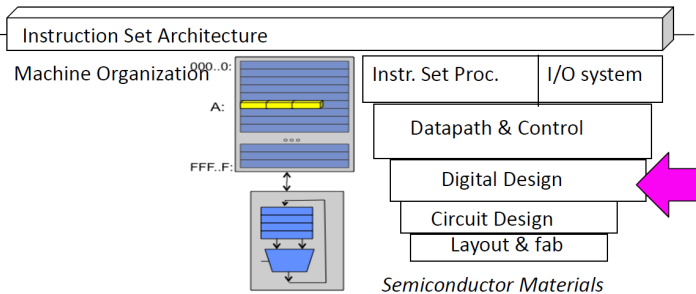 Instruction Set Architecture
Machine Organization
000..0:
Instr. Set Proc.
I/O system
A:
Datapath & Control
ooo
FFF..F:
Digital Design
Circuit Design
Layout & fab
Semiconductor Materials